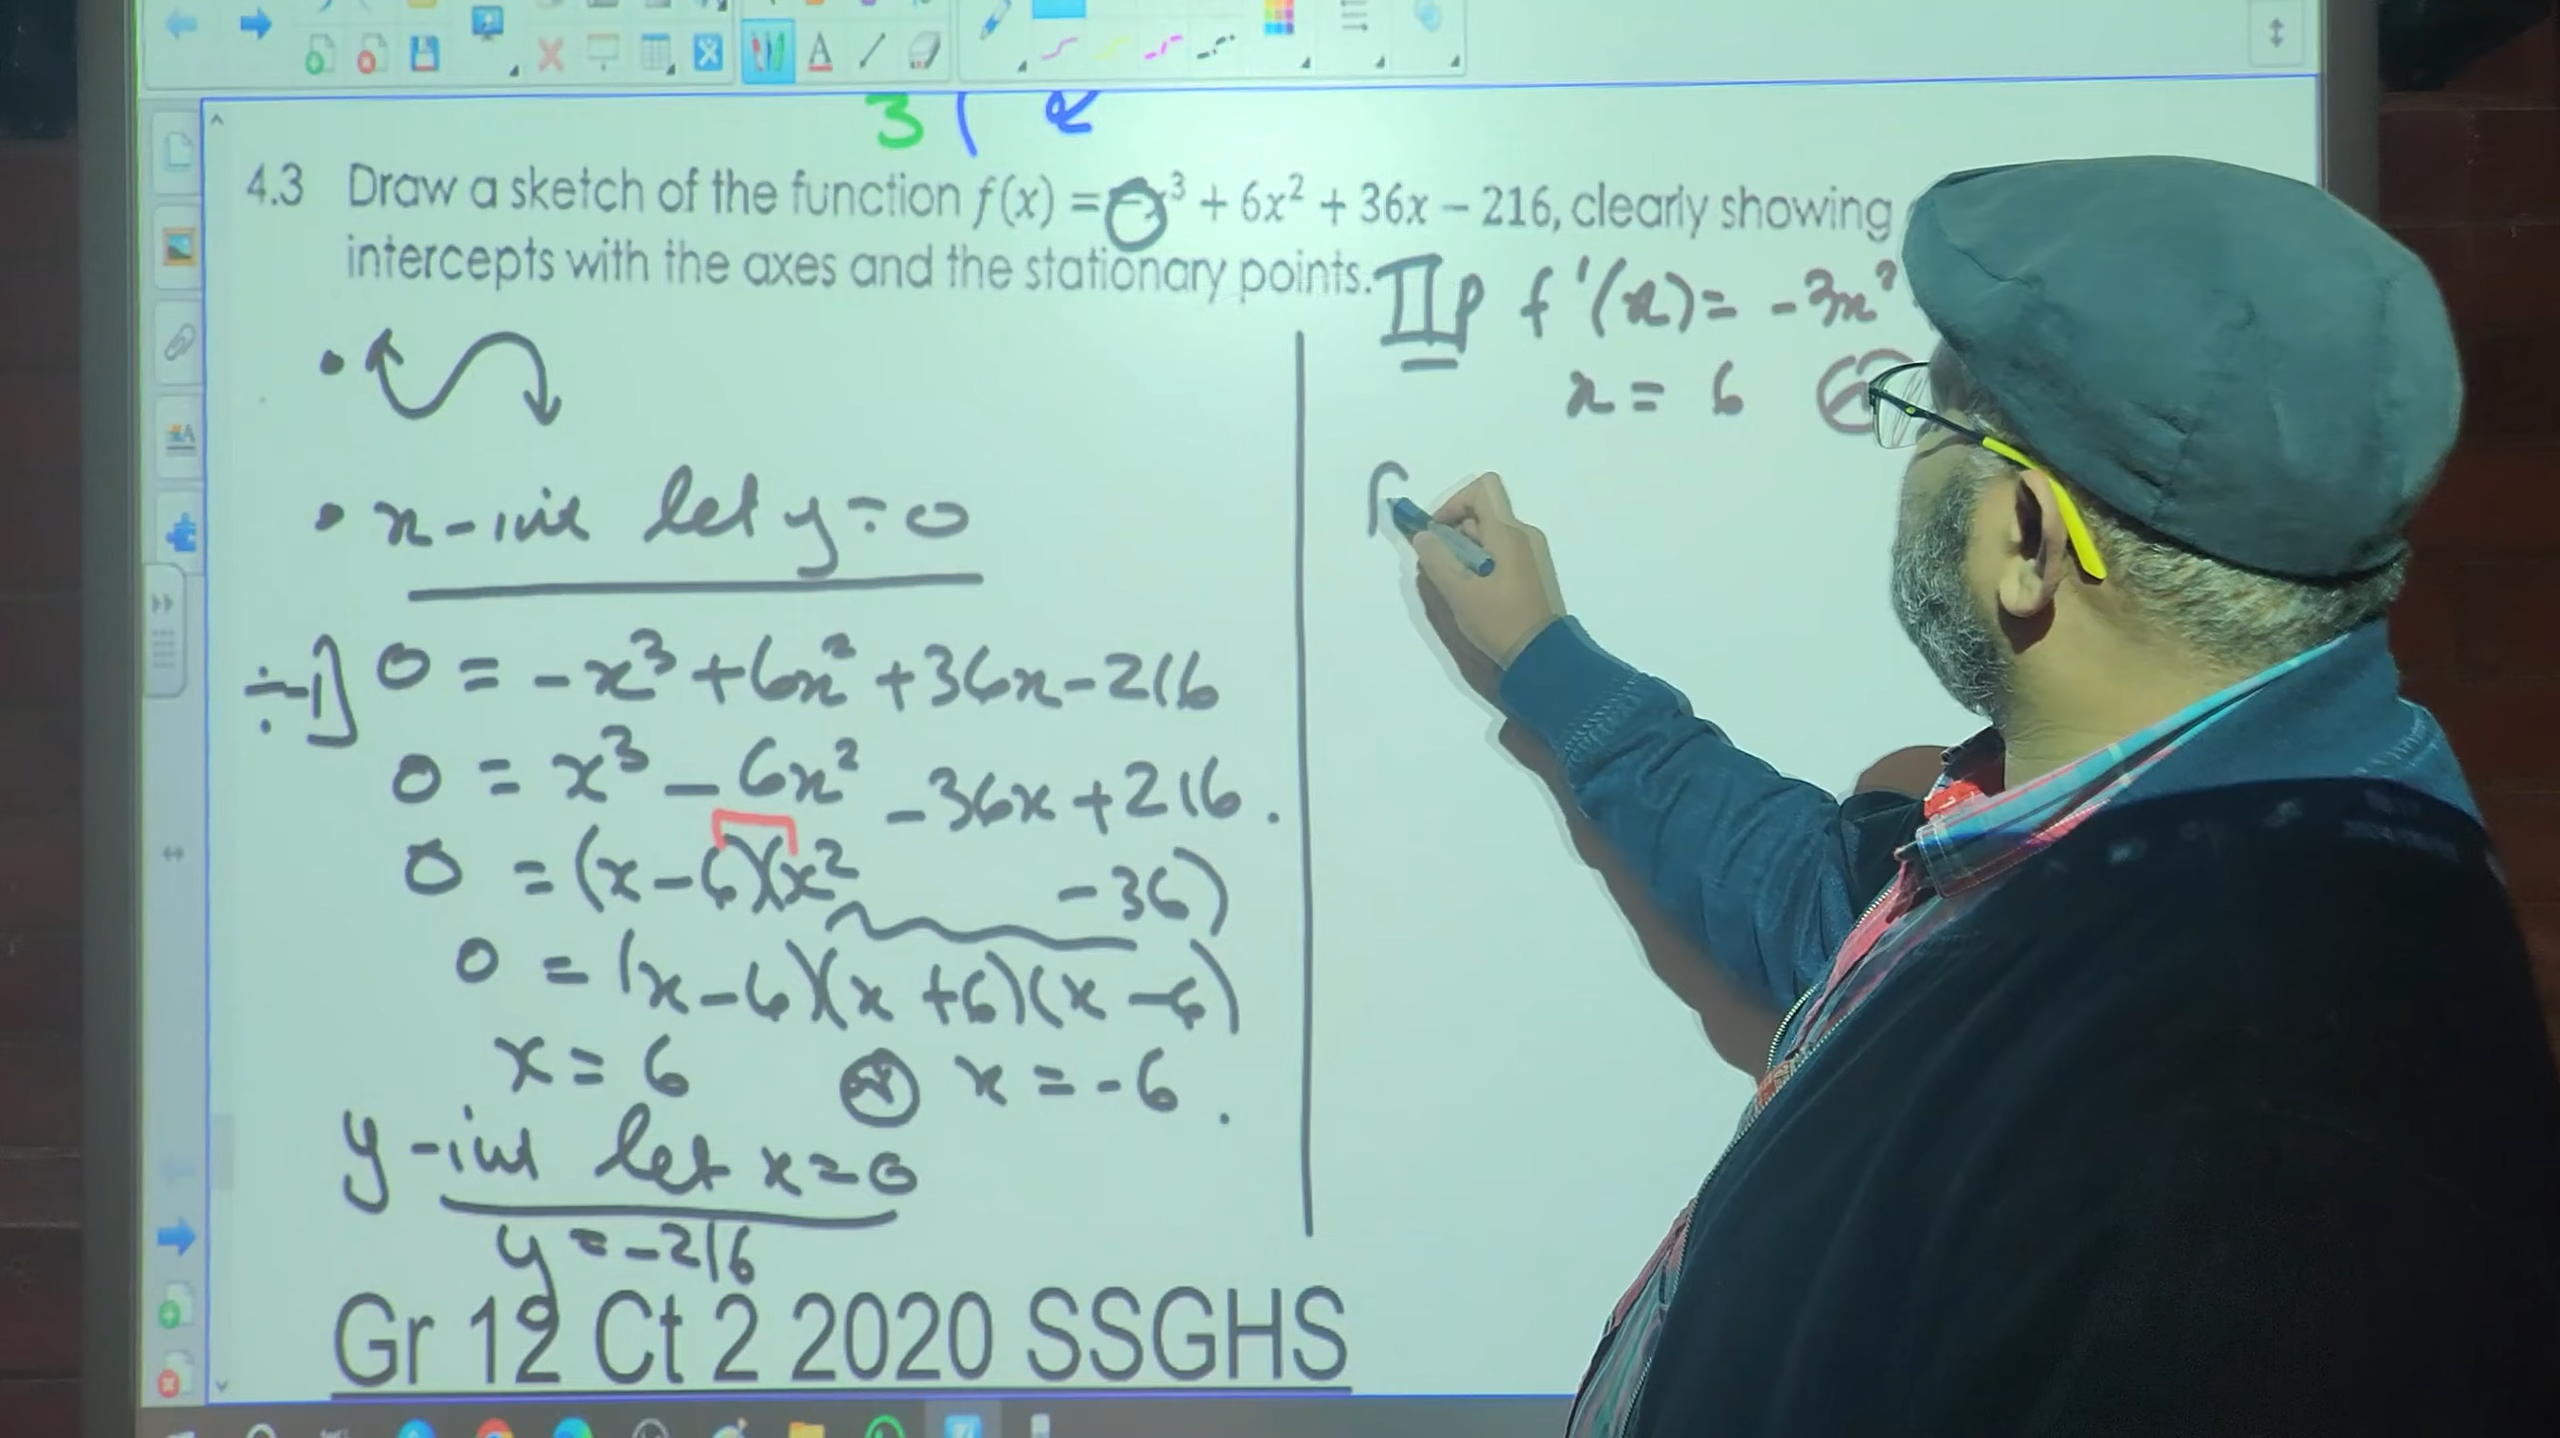 3
4.3 Draw a sketch of the function f(x) = -x³ + 6x² + 36x – 216, clearly showing
intercepts with the axes and the stationary points.
TP f'(x) = -3x²
x = 6
• x-int let y=0
÷-1] 0 = -x³ +6x² +36x-216
0 = x³ - 6x² - 36x + 216.
0 = (x-6)(x² -36)
0 = (x-6)(x+6)(x-6)
x = 6 or x = -6.
y-int let x=0
y = -216
Gr 12 Ct 2 2020 SSGHS